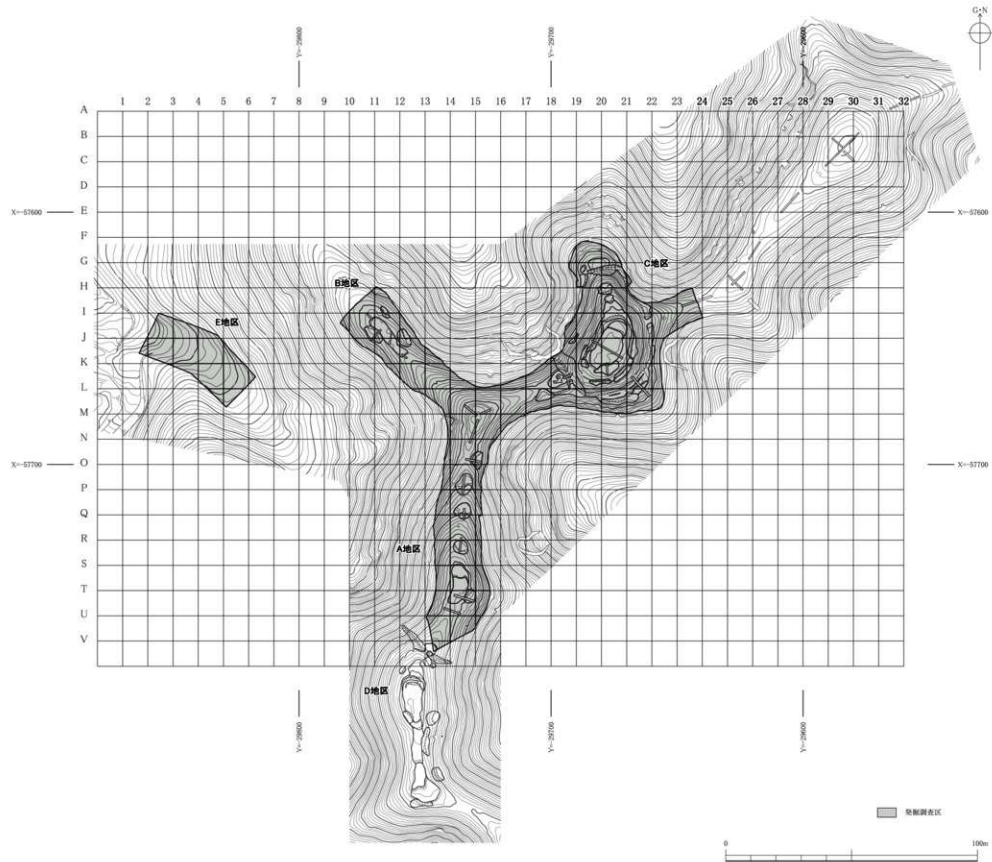 G・N
Y=-29800
Y=-29700
Y=-29600
1 2 3 4 5 6 7 8 9 10 11 12 13 14 15 16 17 18 19 20 21 22 23 24 25 26 27 28 29 30 31 32
A
B
C
D
X=-57600
E
X=-57600
F
G
C地区
H
B地区
I
E地区
J
K
L
M
N
X=-57700
O
X=-57700
P
Q
R
A地区
S
T
U
V
D地区
Y=-29800
Y=-29700
Y=-29600
発掘調査区
0
100m